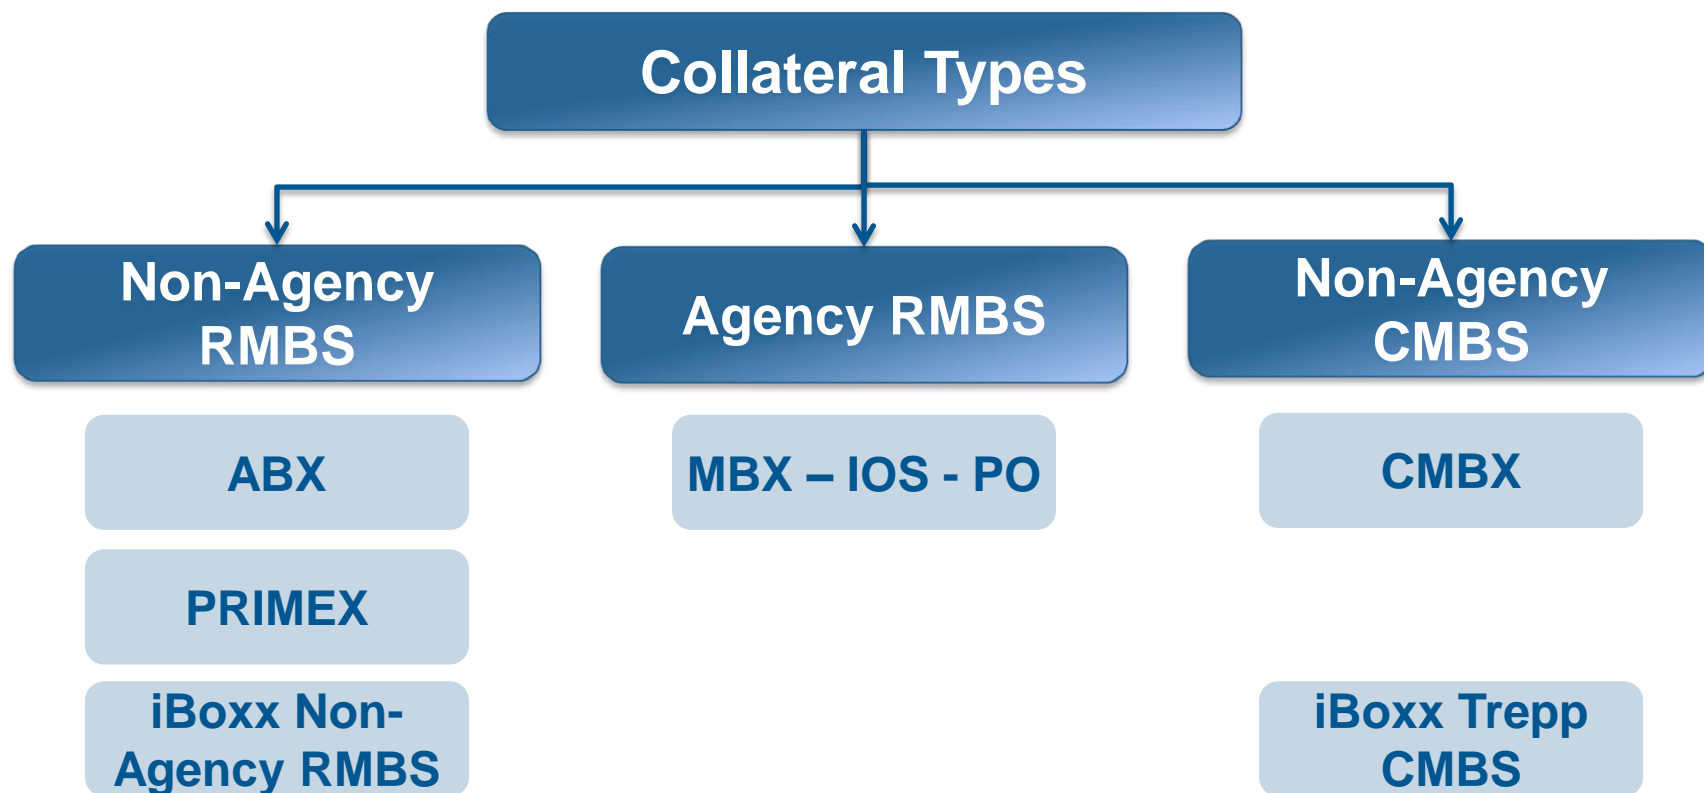 Collateral Types
Non-Agency
RMBS
Agency RMBS
Non-Agency
CMBS
ABX
MBX – IOS - PO
CMBX
PRIMEX
iBoxx Non-
Agency RMBS
iBoxx Trepp
CMBS